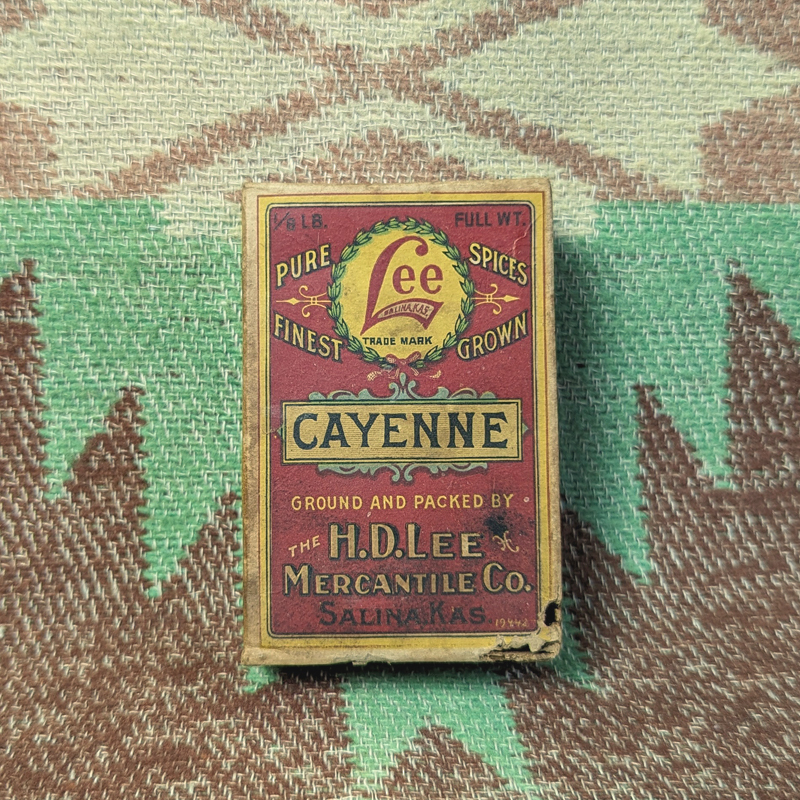 1/8 LB. FULL WT.
PURE SPICES
Lee
SALINA, KAS.
FINEST GROWN
TRADE MARK
CAYENNE
GROUND AND PACKED BY
THE H.D. LEE
MERCANTILE CO.
SALINA, KAS.